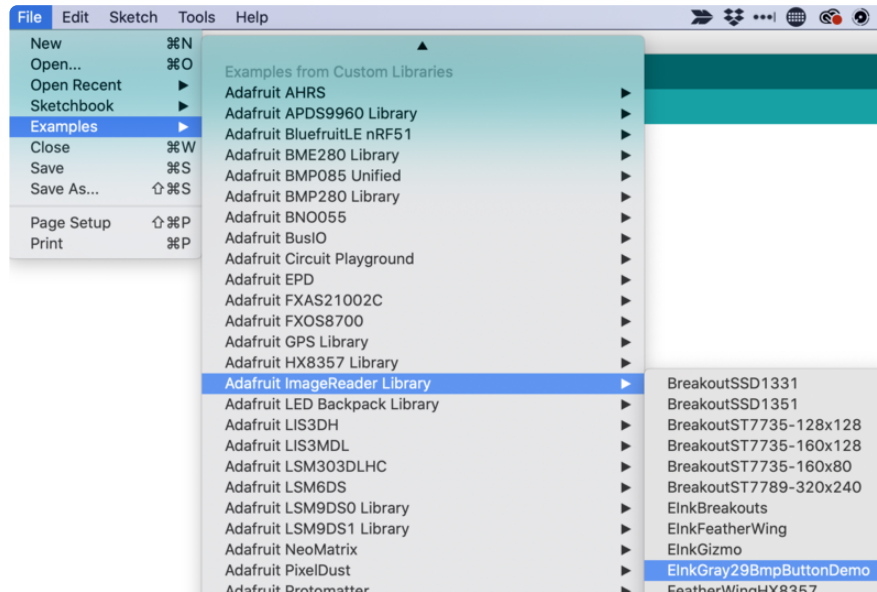 File Edit Sketch Tools Help
New ⌘N
Open... ⌘O
Open Recent
Sketchbook
Examples
Close ⌘W
Save ⌘S
Save As... ⇧⌘S
Page Setup ⇧⌘P
Print ⌘P
Examples from Custom Libraries
Adafruit AHRS
Adafruit APDS9960 Library
Adafruit BluefruitLE nRF51
Adafruit BME280 Library
Adafruit BMP085 Unified
Adafruit BMP280 Library
Adafruit BNO055
Adafruit BusIO
Adafruit Circuit Playground
Adafruit EPD
Adafruit FXAS21002C
Adafruit FXOS8700
Adafruit GPS Library
Adafruit HX8357 Library
Adafruit ImageReader Library
Adafruit LED Backpack Library
Adafruit LIS3DH
Adafruit LIS3MDL
Adafruit LSM303DLHC
Adafruit LSM6DS
Adafruit LSM9DS0 Library
Adafruit LSM9DS1 Library
Adafruit NeoMatrix
Adafruit PixelDust
Adafruit Protomatter
BreakoutSSD1331
BreakoutSSD1351
BreakoutST7735-128x128
BreakoutST7735-160x128
BreakoutST7735-160x80
BreakoutST7789-320x240
EInkBreakouts
EInkFeatherWing
EInkGizmo
EInkGray29BmpButtonDemo
FeatherWingHX8357